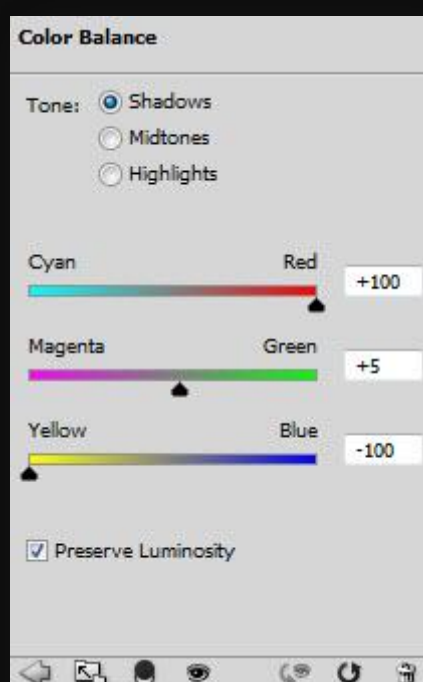 Color Balance
Tone: Shadows
Midtones
Highlights
Cyan Red +100
Magenta Green +5
Yellow Blue -100
Preserve Luminosity